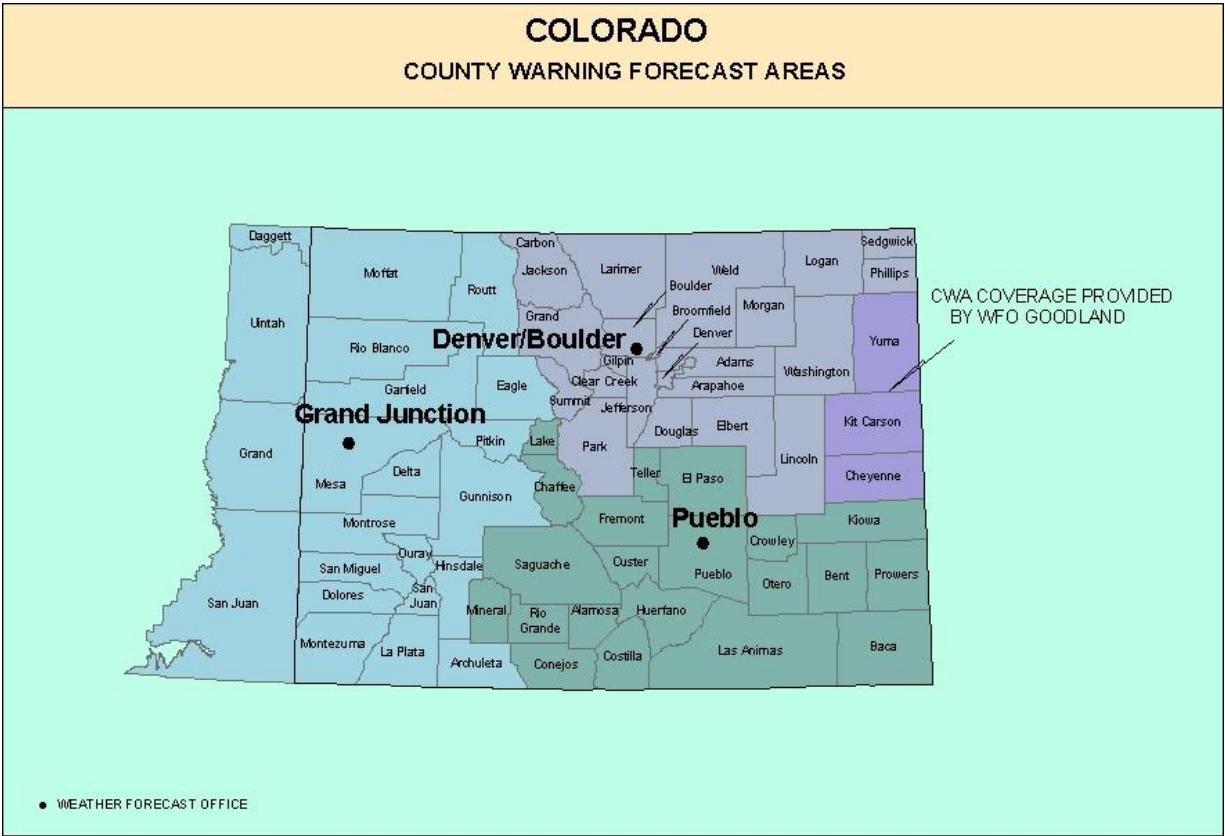 COLORADO
COUNTY WARNING FORECAST AREAS
Daggett
Carbon
Sedgwick
Moffat
Jackson
Larimer
Weld
Logan
Phillips
Routt
Boulder
CWA COVERAGE PROVIDED
BY WFO GOODLAND
Uintah
Grand
Broomfield
Morgan
Denver/Boulder
Denver
Yuma
Rio Blanco
Gilpin
Adams
Washington
Garfield
Eagle
Clear Creek
Arapahoe
Summit
Jefferson
Grand Junction
Kit Carson
Douglas
Elbert
Lake
Pitkin
Park
Grand
Lincoln
Delta
Teller
El Paso
Cheyenne
Mesa
Gunnison
Chaffee
Montrose
Fremont
Pueblo
Kiowa
Crowley
Ouray
San Miguel
Hinsdale
Saguache
Custer
Pueblo
Otero
Bent
Prowers
San Juan
Dolores
San
Juan
Mineral
Rio
Grande
Alamosa
Huerfano
Montezuma
La Plata
Archuleta
Conejos
Costilla
Las Animas
Baca
WEATHER FORECAST OFFICE